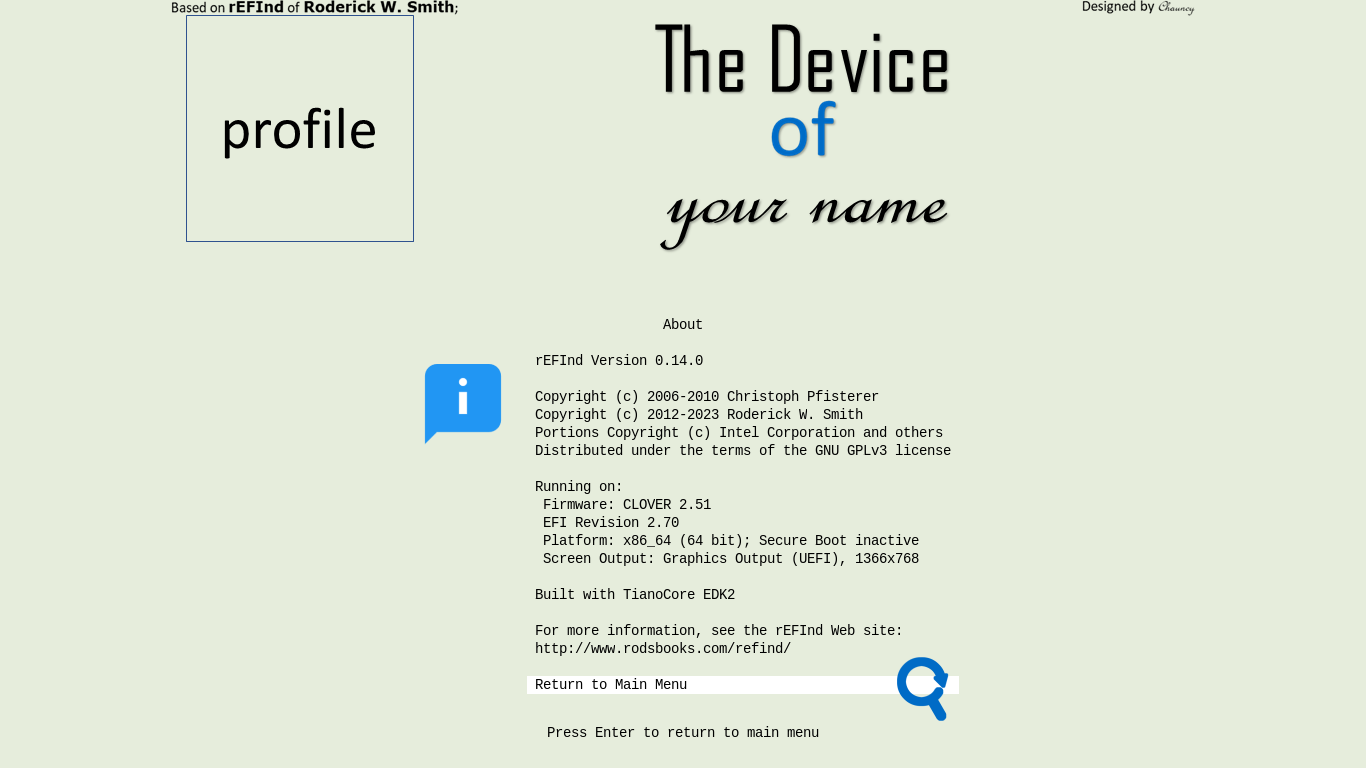 Based on rEFInd of Roderick W. Smith;
Designed by Chauncy
profile
The Device
of
your name
About
rEFInd Version 0.14.0
Copyright (c) 2006-2010 Christoph Pfisterer
Copyright (c) 2012-2023 Roderick W. Smith
Portions Copyright (c) Intel Corporation and others
Distributed under the terms of the GNU GPLv3 license
Running on:
Firmware: CLOVER 2.51
EFI Revision 2.70
Platform: x86_64 (64 bit); Secure Boot inactive
Screen Output: Graphics Output (UEFI), 1366x768
Built with TianoCore EDK2
For more information, see the rEFInd Web site:
http://www.rodsbooks.com/refind/
Return to Main Menu
Press Enter to return to main menu